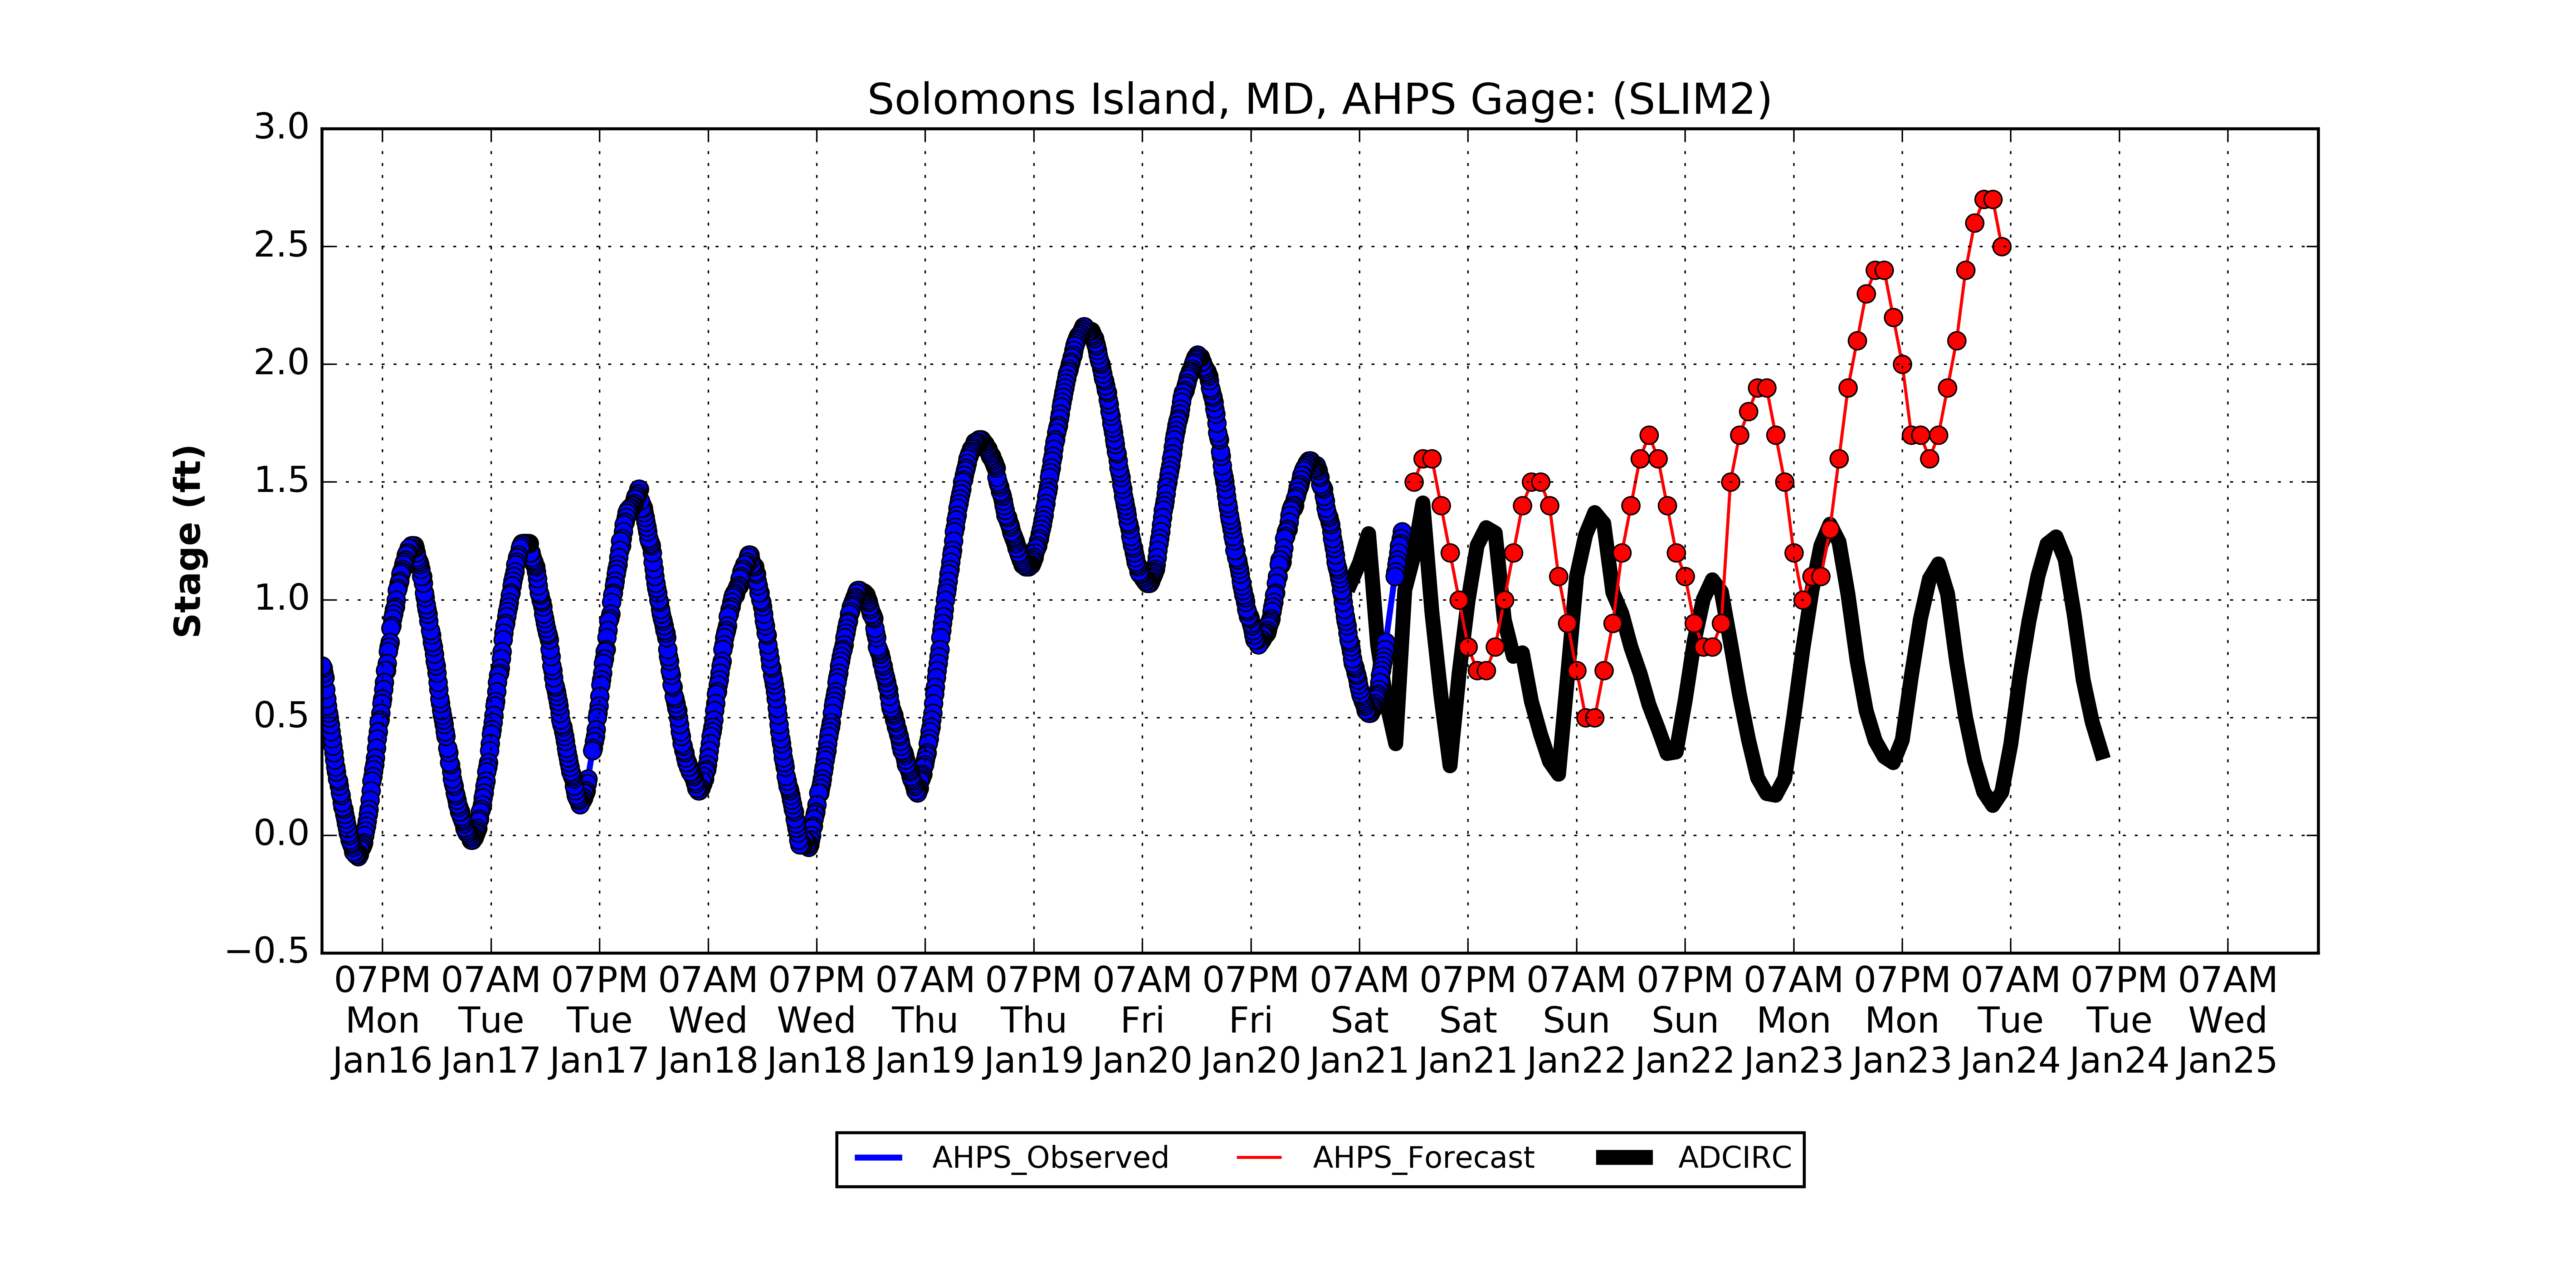 Solomons Island, MD, AHPS Gage: (SLIM2)
Stage (ft)
3.0
2.5
2.0
1.5
1.0
0.5
0.0
−0.5
07PM 07AM 07PM 07AM 07PM 07AM 07PM 07AM 07PM 07AM 07PM 07AM 07PM 07AM 07PM 07AM 07PM 07AM
Mon Tue Tue Wed Wed Thu Thu Fri Fri Sat Sat Sun Sun Mon Mon Tue Tue Wed
Jan16 Jan17 Jan17 Jan18 Jan18 Jan19 Jan19 Jan20 Jan20 Jan21 Jan21 Jan22 Jan22 Jan23 Jan23 Jan24 Jan24 Jan25
AHPS_Observed AHPS_Forecast ADCIRC